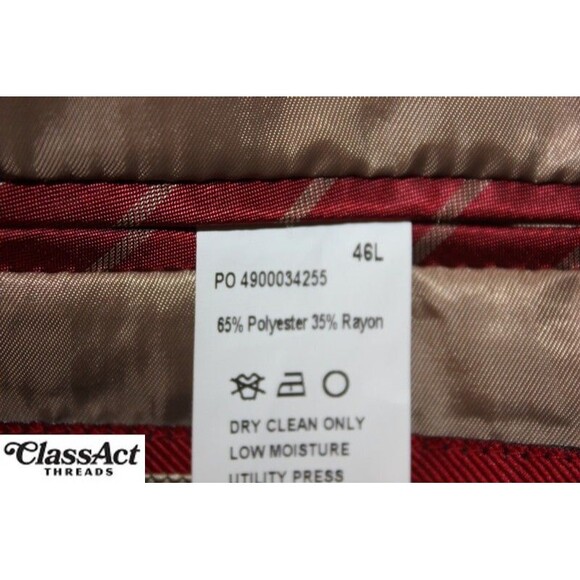 46L
PO 4900034255
65% Polyester 35% Rayon
DRY CLEAN ONLY
LOW MOISTURE
UTILITY PRESS
ClassAct
THREADS